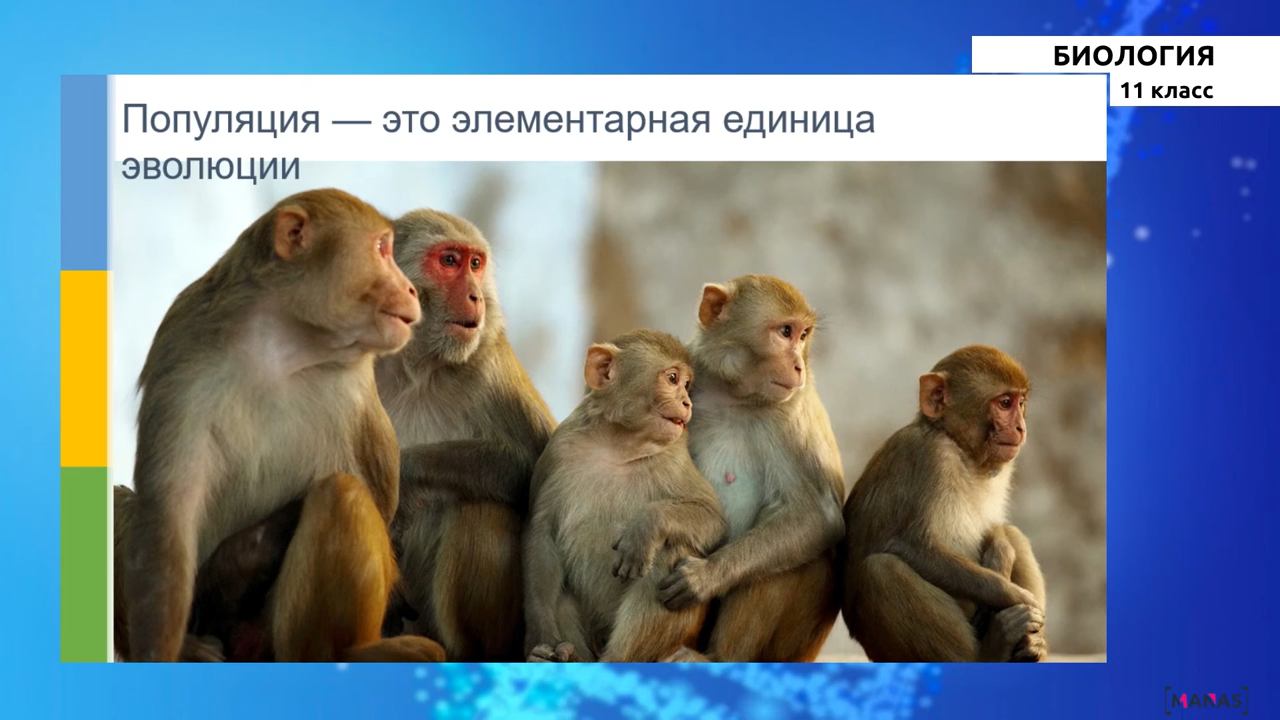 БИОЛОГИЯ
11 класс
Популяция — это элементарная единица
эволюции
MANAS